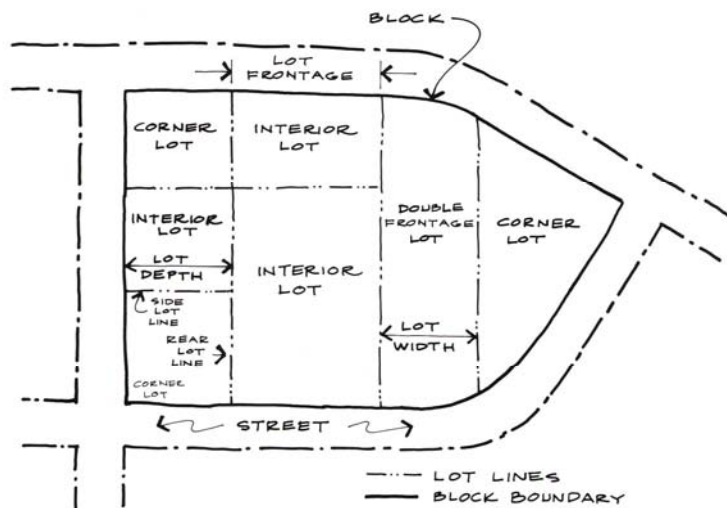 BLOCK
LOT
FRONTAGE
CORNER
LOT
INTERIOR
LOT
INTERIOR
LOT
LOT
DEPTH
SIDE
LOT
LINE
REAR
LOT
LINE
CORNER
LOT
INTERIOR
LOT
DOUBLE
FRONTAGE
LOT
LOT
WIDTH
CORNER
LOT
STREET
LOT LINES
BLOCK BOUNDARY